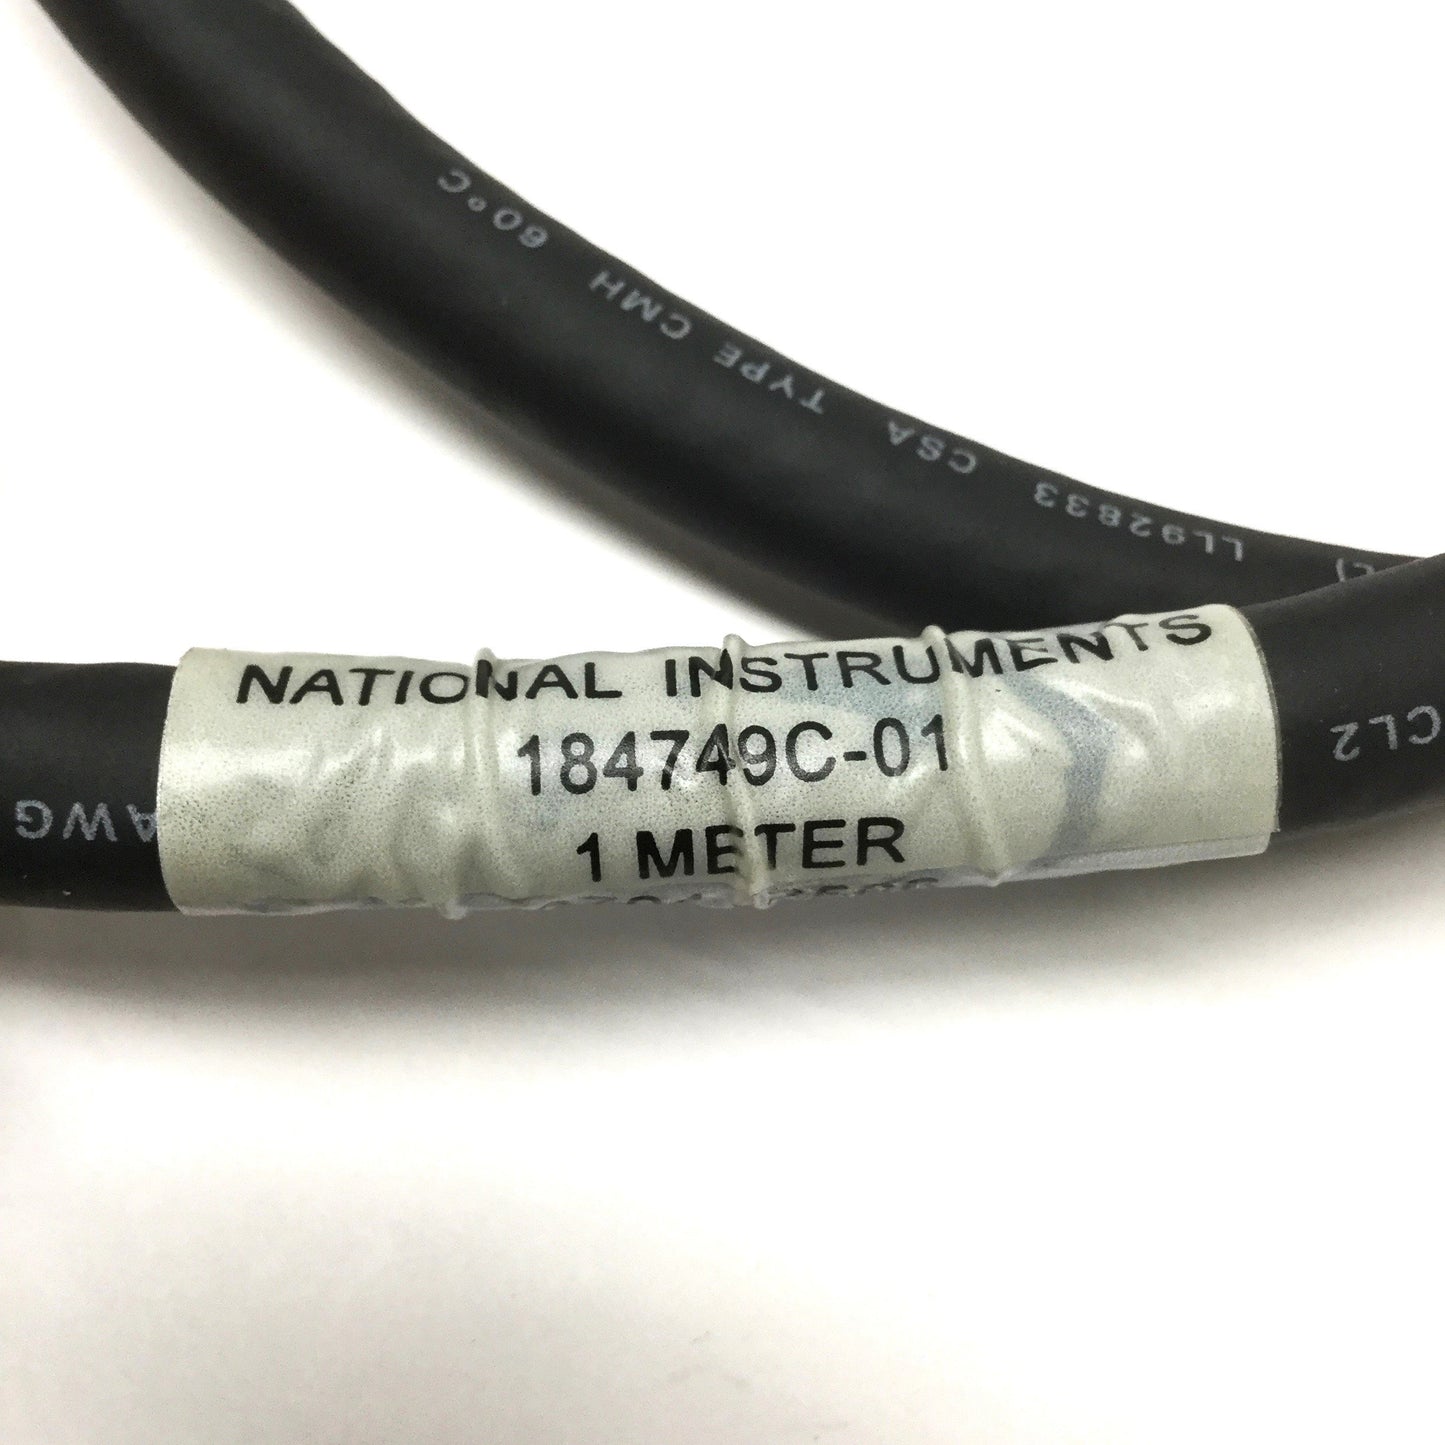 NATIONAL INSTRUMENTS
184749C-01
1 METER
LL92833 CSA TYPE CMH 60°C
CL2
AWG